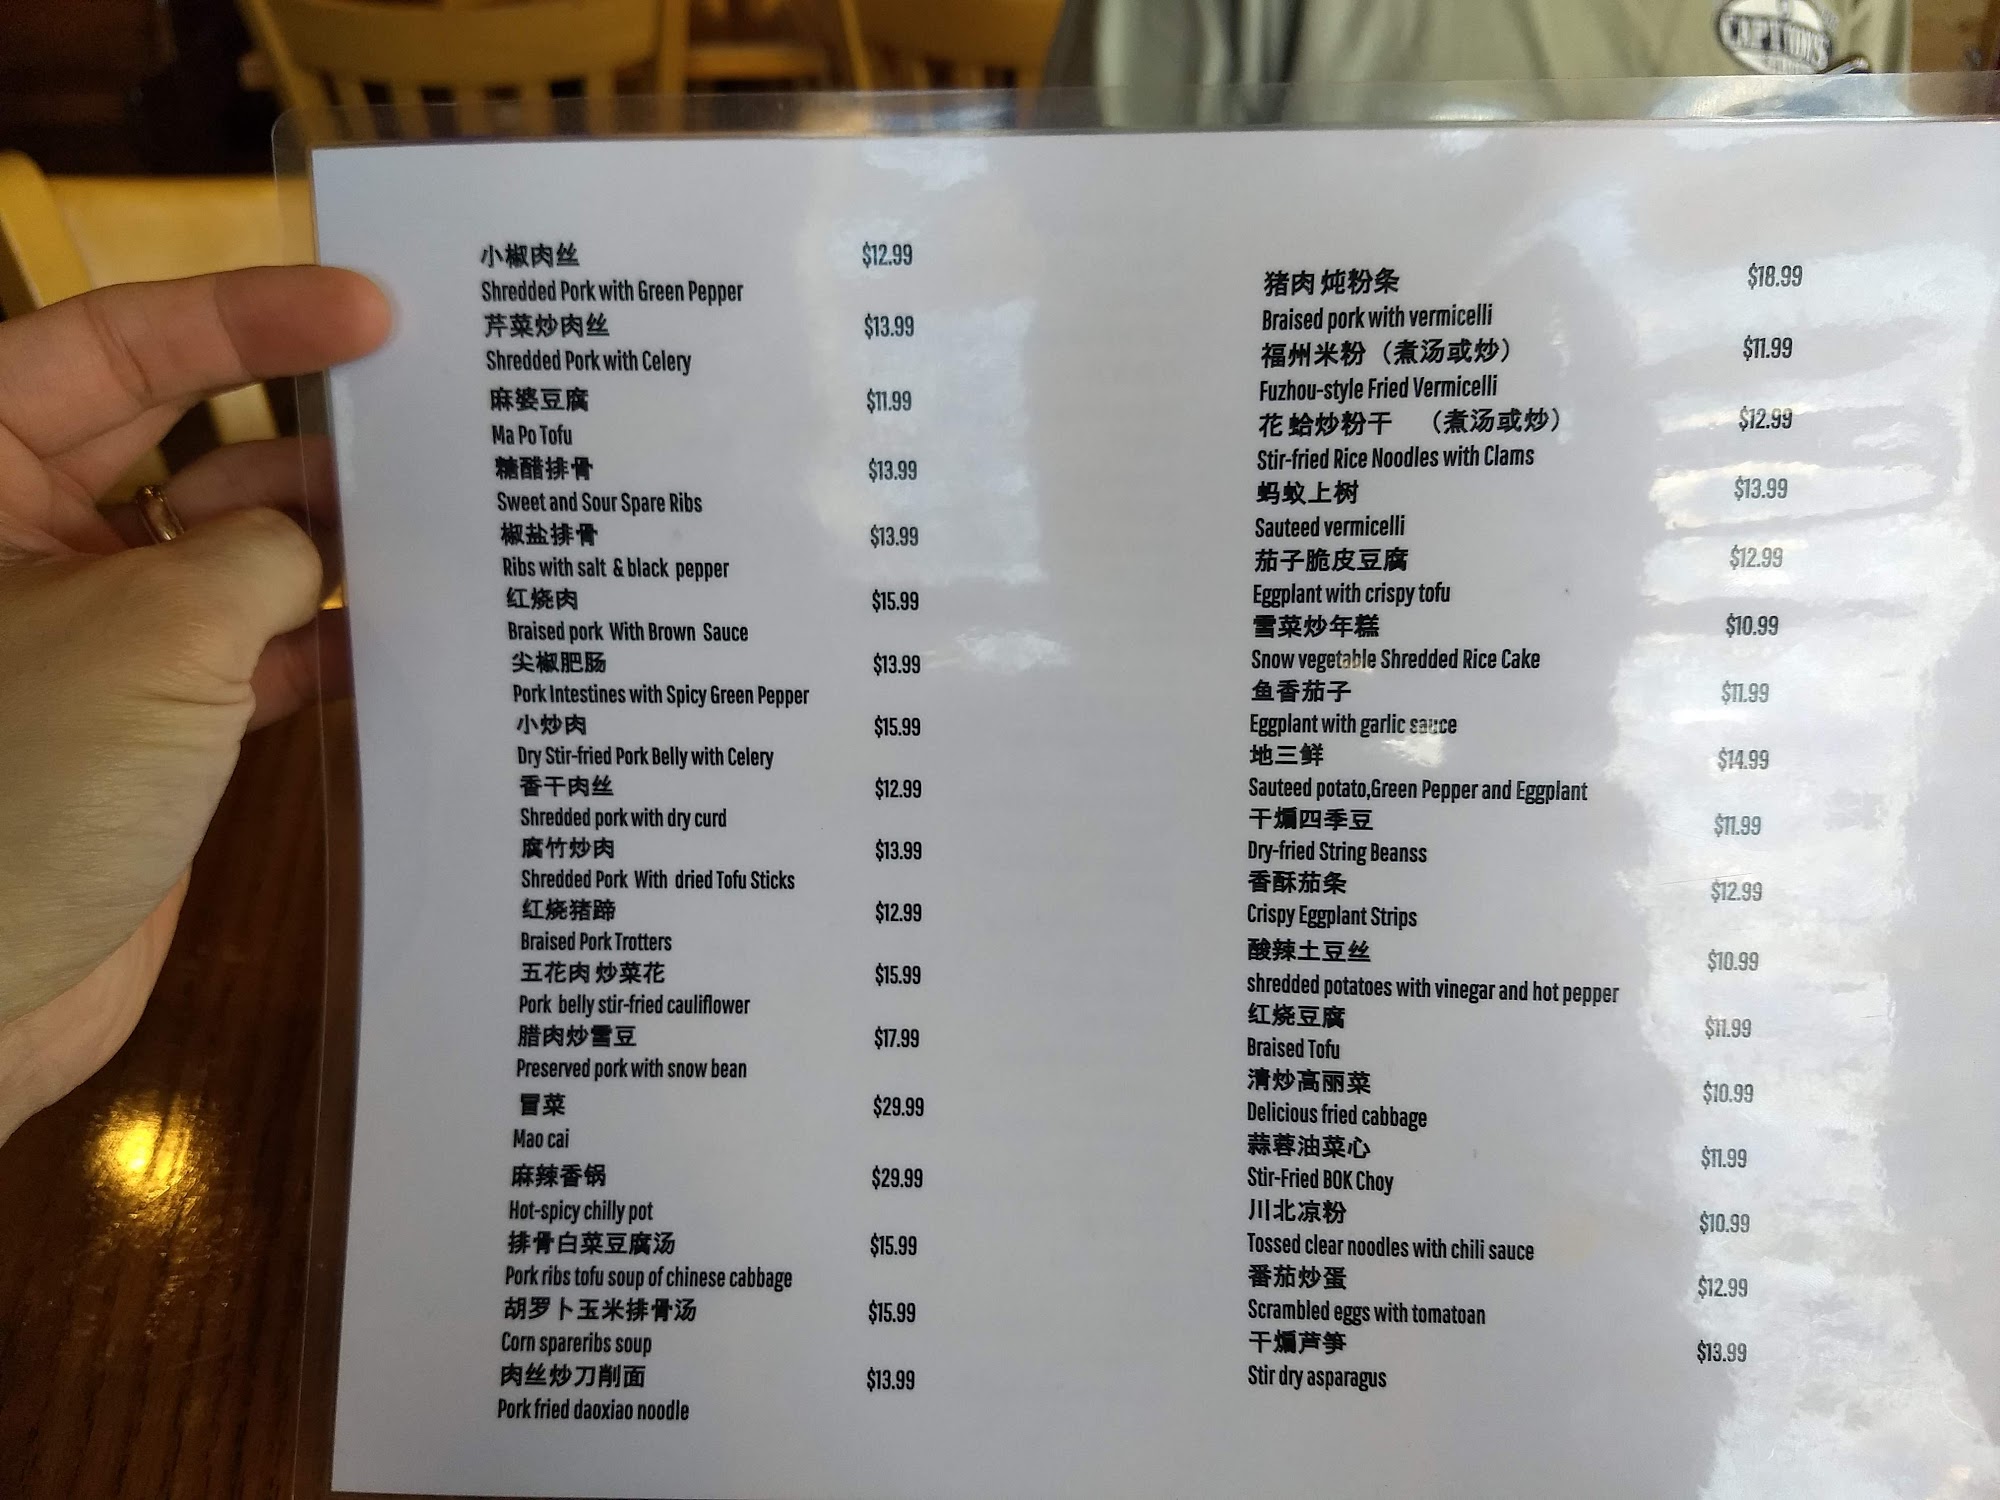 小椒肉丝 $12.99
Shredded Pork with Green Pepper
芹菜炒肉丝 $13.99
Shredded Pork with Celery
麻婆豆腐 $11.99
Ma Po Tofu
糖醋排骨 $13.99
Sweet and Sour Spare Ribs
椒盐排骨 $13.99
Ribs with salt & black pepper
红烧肉 $15.99
Braised pork With Brown Sauce
尖椒肥肠 $13.99
Pork Intestines with Spicy Green Pepper
小炒肉 $15.99
Dry Stir-fried Pork Belly with Celery
香干肉丝 $12.99
Shredded pork with dry curd
腐竹炒肉 $13.99
Shredded Pork With dried Tofu Sticks
红烧猪蹄 $12.99
Braised Pork Trotters
五花肉 炒菜花 $15.99
Pork belly stir-fried cauliflower
腊肉炒雪豆 $17.99
Preserved pork with snow bean
冒菜 $29.99
Mao cai
麻辣香锅 $29.99
Hot-spicy chilly pot
排骨白菜豆腐汤 $15.99
Pork ribs tofu soup of chinese cabbage
胡罗卜玉米排骨汤 $15.99
Corn spareribs soup
肉丝炒刀削面 $13.99
Pork fried daoxiao noodle
猪肉 炖粉条 $18.99
Braised pork with vermicelli
福州米粉（煮汤或炒） $11.99
Fuzhou-style Fried Vermicelli
花 蛤炒粉干 （煮汤或炒） $12.99
Stir-fried Rice Noodles with Clams
蚂蚁上树 $13.99
Sauteed vermicelli
茄子脆皮豆腐 $12.99
Eggplant with crispy tofu
雪菜炒年糕 $10.99
Snow vegetable Shredded Rice Cake
鱼香茄子 $11.99
Eggplant with garlic sauce
地三鲜 $14.99
Sauteed potato,Green Pepper and Eggplant
干煸四季豆 $11.99
Dry-fried String Beanss
香酥茄条 $12.99
Crispy Eggplant Strips
酸辣土豆丝 $10.99
shredded potatoes with vinegar and hot pepper
红烧豆腐 $11.99
Braised Tofu
清炒高丽菜 $10.99
Delicious fried cabbage
蒜蓉油菜心 $11.99
Stir-Fried BOK Choy
川北凉粉 $10.99
Tossed clear noodles with chili sauce
番茄炒蛋 $12.99
Scrambled eggs with tomatoan
干煸芦笋 $13.99
Stir dry asparagus